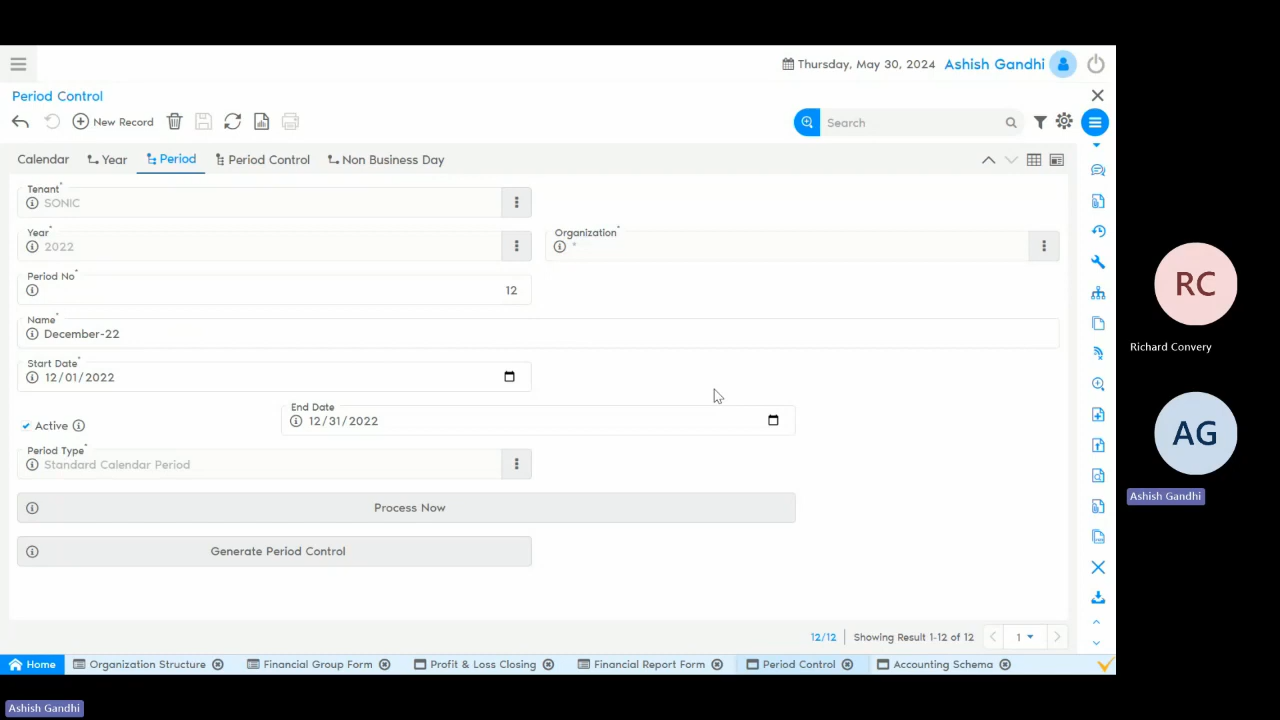 Thursday, May 30, 2024 Ashish Gandhi
Period Control
New Record
Search
Calendar Year Period Period Control Non Business Day
Tenant*
SONIC
Year*
2022
Organization*
*
Period No*
12
Name*
December-22
Start Date*
12/01/2022
End Date
12/31/2022
Active
Period Type*
Standard Calendar Period
Process Now
Generate Period Control
12/12 Showing Result 1-12 of 12 1
Home Organization Structure Financial Group Form Profit & Loss Closing Financial Report Form Period Control Accounting Schema
RC
Richard Convery
AG
Ashish Gandhi
Ashish Gandhi